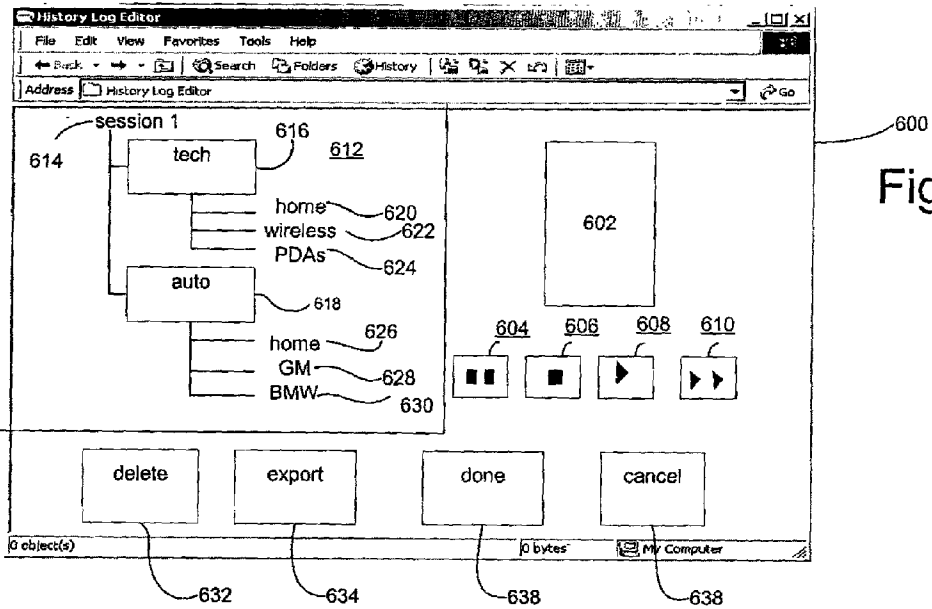 History Log Editor
File Edit View Favorites Tools Help
Back Search Folders History
Address History Log Editor Go
session 1
614
tech
616
612
home 620
wireless 622
PDAs 624
auto
618
home 626
GM 628
BMW 630
600
Fig
602
604 606 608 610
delete export done cancel
0 object(s) 0 bytes My Computer
632 634 638 638